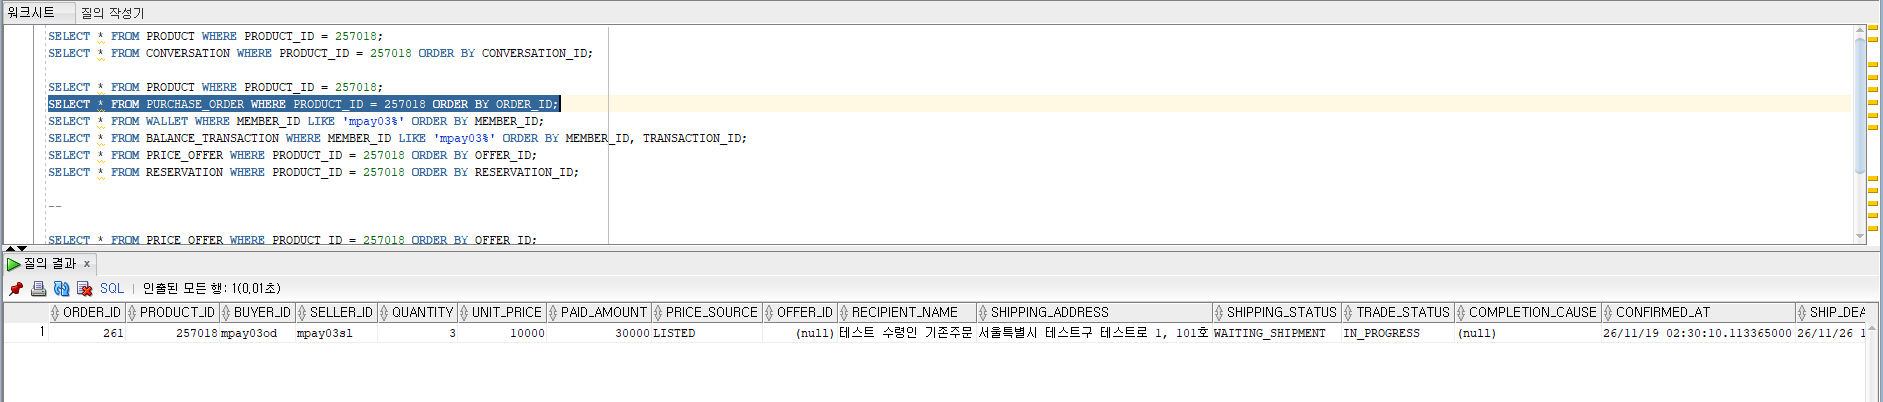 워크시트 질의 작성기
SELECT * FROM PRODUCT WHERE PRODUCT_ID = 257018;
SELECT * FROM CONVERSATION WHERE PRODUCT_ID = 257018 ORDER BY CONVERSATION_ID;
SELECT * FROM PRODUCT WHERE PRODUCT_ID = 257018;
SELECT * FROM PURCHASE_ORDER WHERE PRODUCT_ID = 257018 ORDER BY ORDER_ID;
SELECT * FROM WALLET WHERE MEMBER_ID LIKE 'mpay03%' ORDER BY MEMBER_ID;
SELECT * FROM BALANCE_TRANSACTION WHERE MEMBER_ID LIKE 'mpay03%' ORDER BY MEMBER_ID, TRANSACTION_ID;
SELECT * FROM PRICE_OFFER WHERE PRODUCT_ID = 257018 ORDER BY OFFER_ID;
SELECT * FROM RESERVATION WHERE PRODUCT_ID = 257018 ORDER BY RESERVATION_ID;
--
SELECT * FROM PRICE_OFFER WHERE PRODUCT_ID = 257018 ORDER BY OFFER_ID;
질의 결과 x
SQL | 인출된 모든 행: 1(0,01초)
ORDER_ID PRODUCT_ID BUYER_ID SELLER_ID QUANTITY UNIT_PRICE PAID_AMOUNT PRICE_SOURCE OFFER_ID RECIPIENT_NAME SHIPPING_ADDRESS SHIPPING_STATUS TRADE_STATUS COMPLETION_CAUSE CONFIRMED_AT SHIP_DEA
1 261 257018 mpay03od mpay03sl 3 10000 30000 LISTED (null) 테스트 수령인 기존주문 서울특별시 테스트구 테스트로 1, 101호 WAITING_SHIPMENT IN_PROGRESS (null) 26/11/19 02:30:10.113365000 26/11/26 1